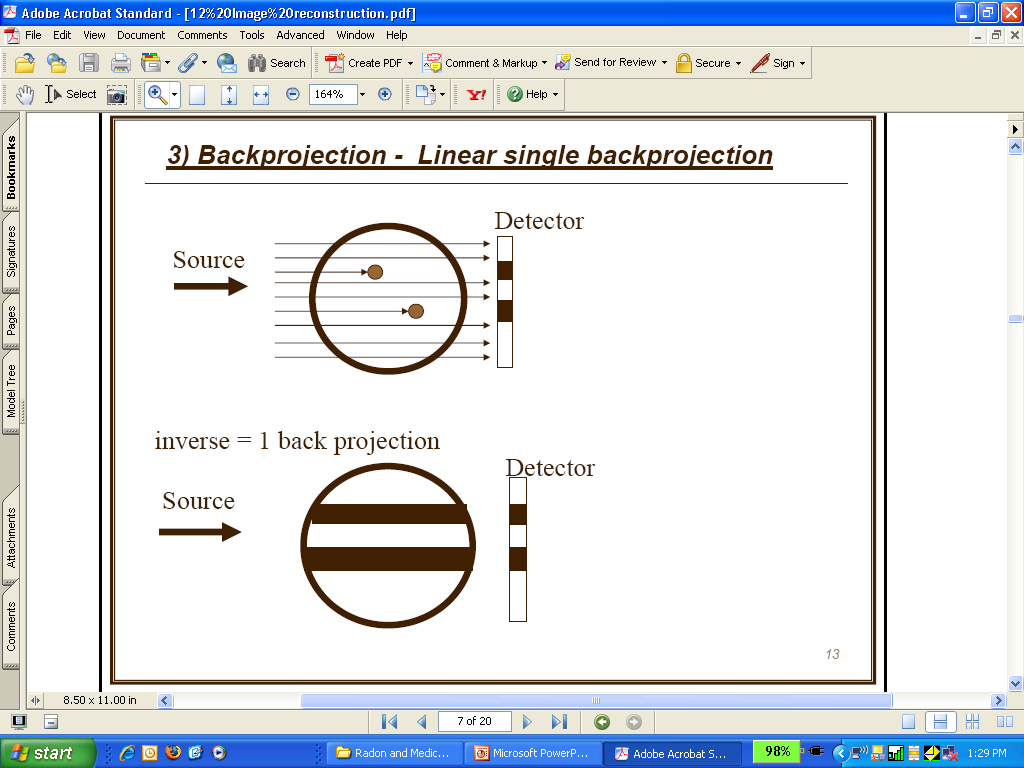 Adobe Acrobat Standard - [12%20Image%20reconstruction.pdf]
File Edit View Document Comments Tools Advanced Window Help
Search Create PDF Comment & Markup Send for Review Secure Sign
Select 164% Y! Help
Bookmarks
Signatures
Pages
Model Tree
Attachments
Comments
3) Backprojection - Linear single backprojection
Detector
Source
inverse = 1 back projection
Detector
Source
13
8.50 x 11.00 in
7 of 20
start Radon and Medic... Microsoft PowerP... Adobe Acrobat S... 98% 1:29 PM